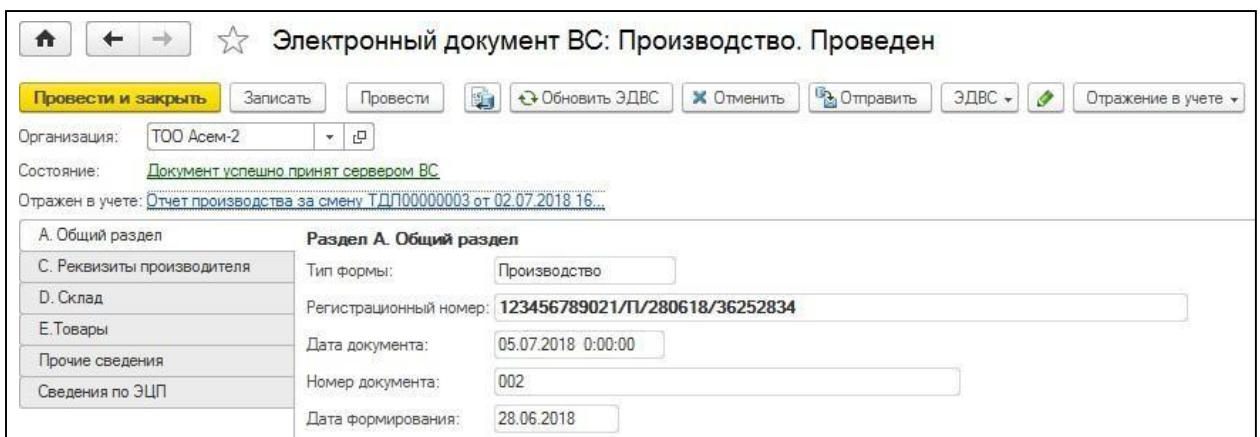 Электронный документ ВС: Производство. Проведен
Провести и закрыть Записать Провести Обновить ЭДВС Отменить Отправить ЭДВС Отражение в учете
Организация: ТОО Асем-2
Состояние: Документ успешно принят сервером ВС
Отражен в учете: Отчет производства за смену ТДП00000003 от 02.07.2018 16...
А. Общий раздел
Раздел А. Общий раздел
С. Реквизиты производителя
Тип формы: Производство
D. Склад
Регистрационный номер: 123456789021/П/280618/36252834
Е.Товары
Дата документа: 05.07.2018 0:00:00
Прочие сведения
Номер документа: 002
Сведения по ЭЦП
Дата формирования: 28.06.2018